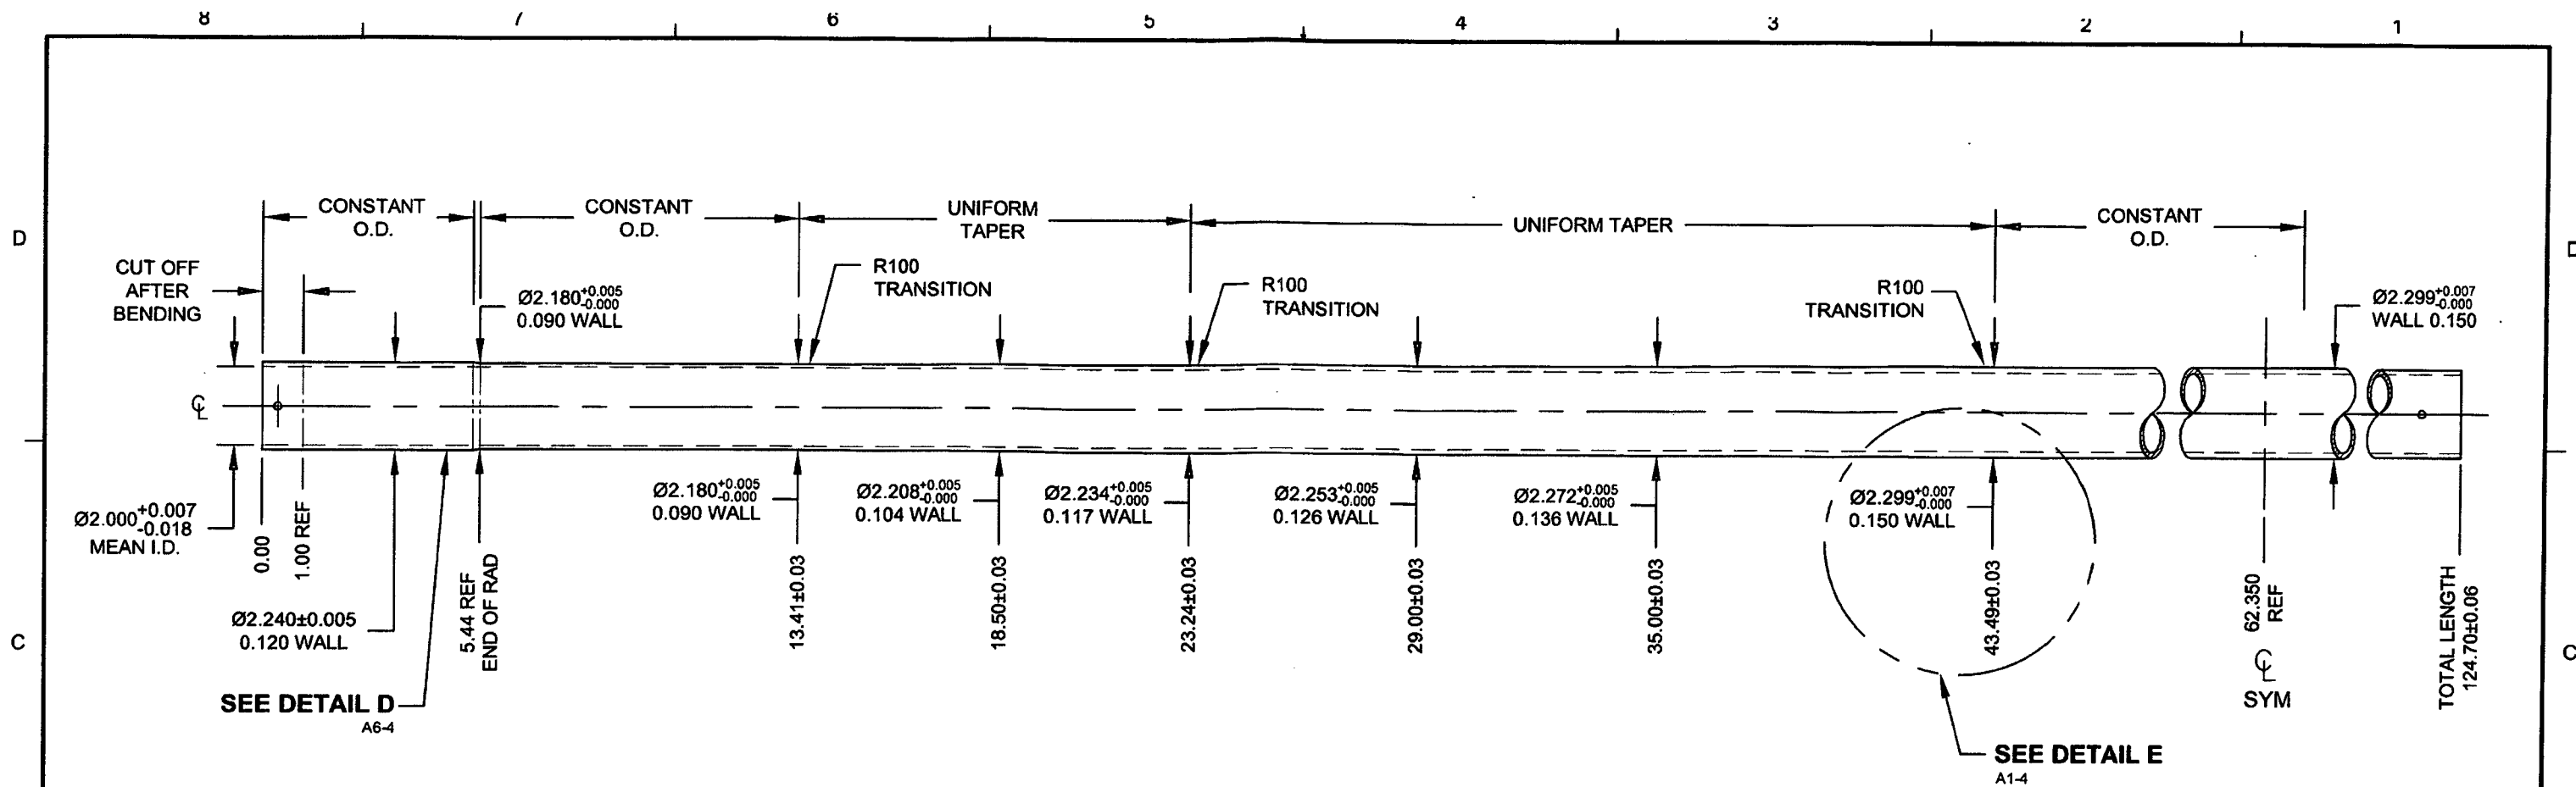 8 7 6 5 4 3 2 1
D
D
CONSTANT
O.D.
CONSTANT
O.D.
UNIFORM
TAPER
UNIFORM TAPER
CONSTANT
O.D.
CUT OFF
AFTER
BENDING
Ø2.180+0.005
-0.000
0.090 WALL
R100
TRANSITION
R100
TRANSITION
R100
TRANSITION
Ø2.299+0.007
-0.000
WALL 0.150
℄
Ø2.000+0.007
-0.018
MEAN I.D.
0.00
1.00 REF
Ø2.240±0.005
0.120 WALL
5.44 REF
END OF RAD
Ø2.180+0.005
-0.000
0.090 WALL
13.41±0.03
Ø2.208+0.005
-0.000
0.104 WALL
18.50±0.03
Ø2.234+0.005
-0.000
0.117 WALL
23.24±0.03
Ø2.253+0.005
-0.000
0.126 WALL
29.00±0.03
Ø2.272+0.005
-0.000
0.136 WALL
35.00±0.03
Ø2.299+0.007
-0.000
0.150 WALL
43.49±0.03
62.350
REF
℄
SYM
TOTAL LENGTH
124.70±0.06
C
C
SEE DETAIL D
A6-4
SEE DETAIL E
A1-4